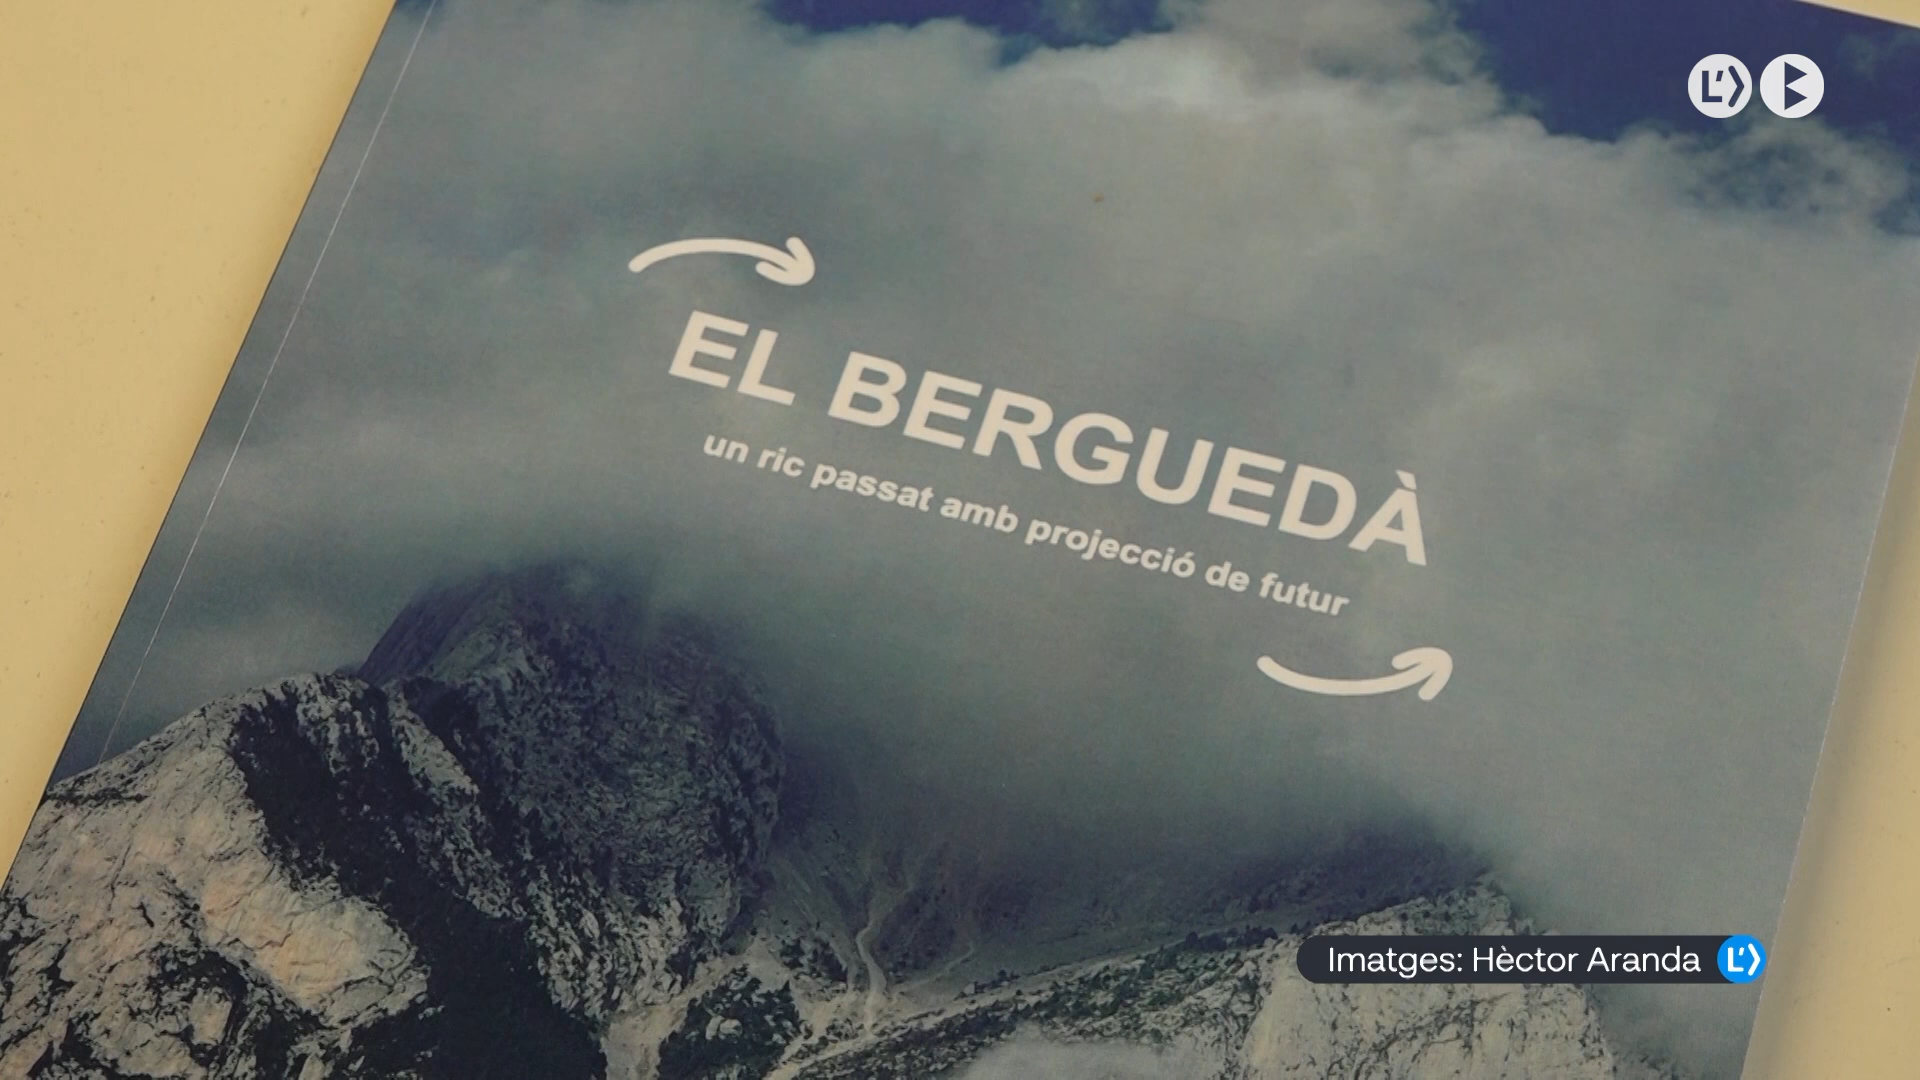 L'
EL BERGUEDÀ
un ric passat amb projecció de futur
Imatges: Hèctor Aranda L'